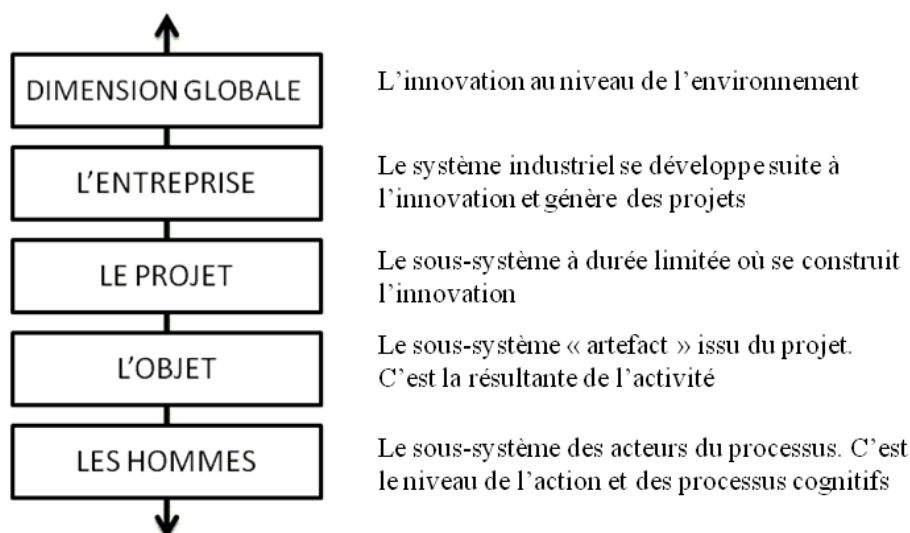 DIMENSION GLOBALE
L'innovation au niveau de l'environnement
L'ENTREPRISE
Le système industriel se développe suite à
l'innovation et génère des projets
LE PROJET
Le sous-système à durée limitée où se construit
l'innovation
L'OBJET
Le sous-système « artefact » issu du projet.
C'est la résultante de l'activité
LES HOMMES
Le sous-système des acteurs du processus. C'est
le niveau de l'action et des processus cognitifs